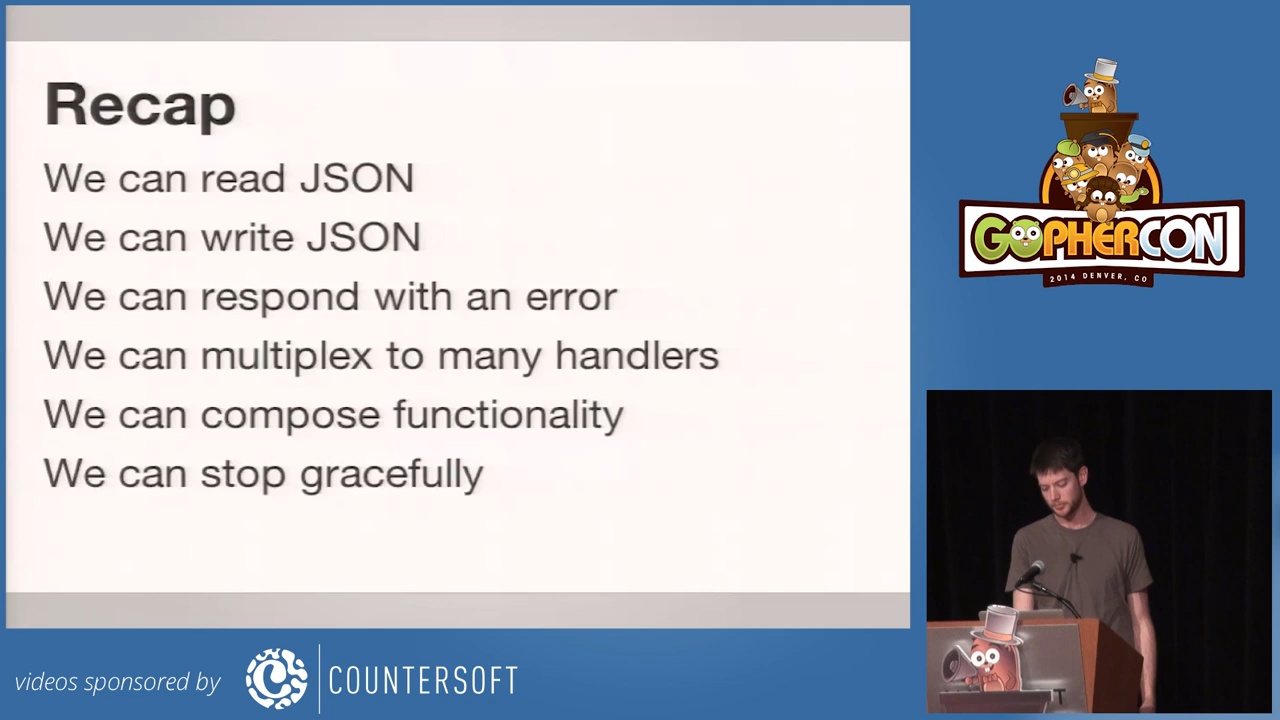 Recap
We can read JSON
We can write JSON
We can respond with an error
We can multiplex to many handlers
We can compose functionality
We can stop gracefully
GOPHERCON
2014 DENVER, CO
T
videos sponsored by
COUNTERSOFT